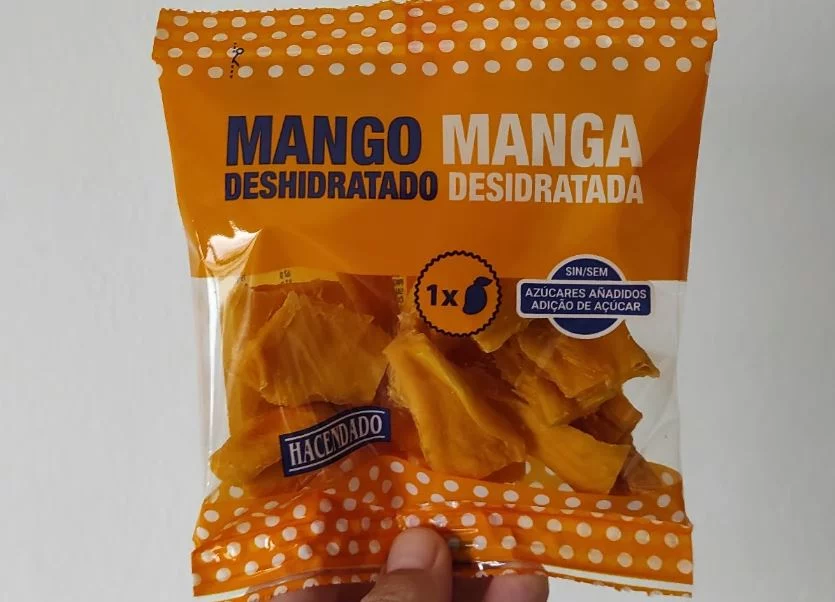 MANGO MANGA
DESHIDRATADO DESIDRATADA
1x
SIN/SEM
AZÚCARES AÑADIDOS
ADIÇÃO DE AÇÚCAR
HACENDADO